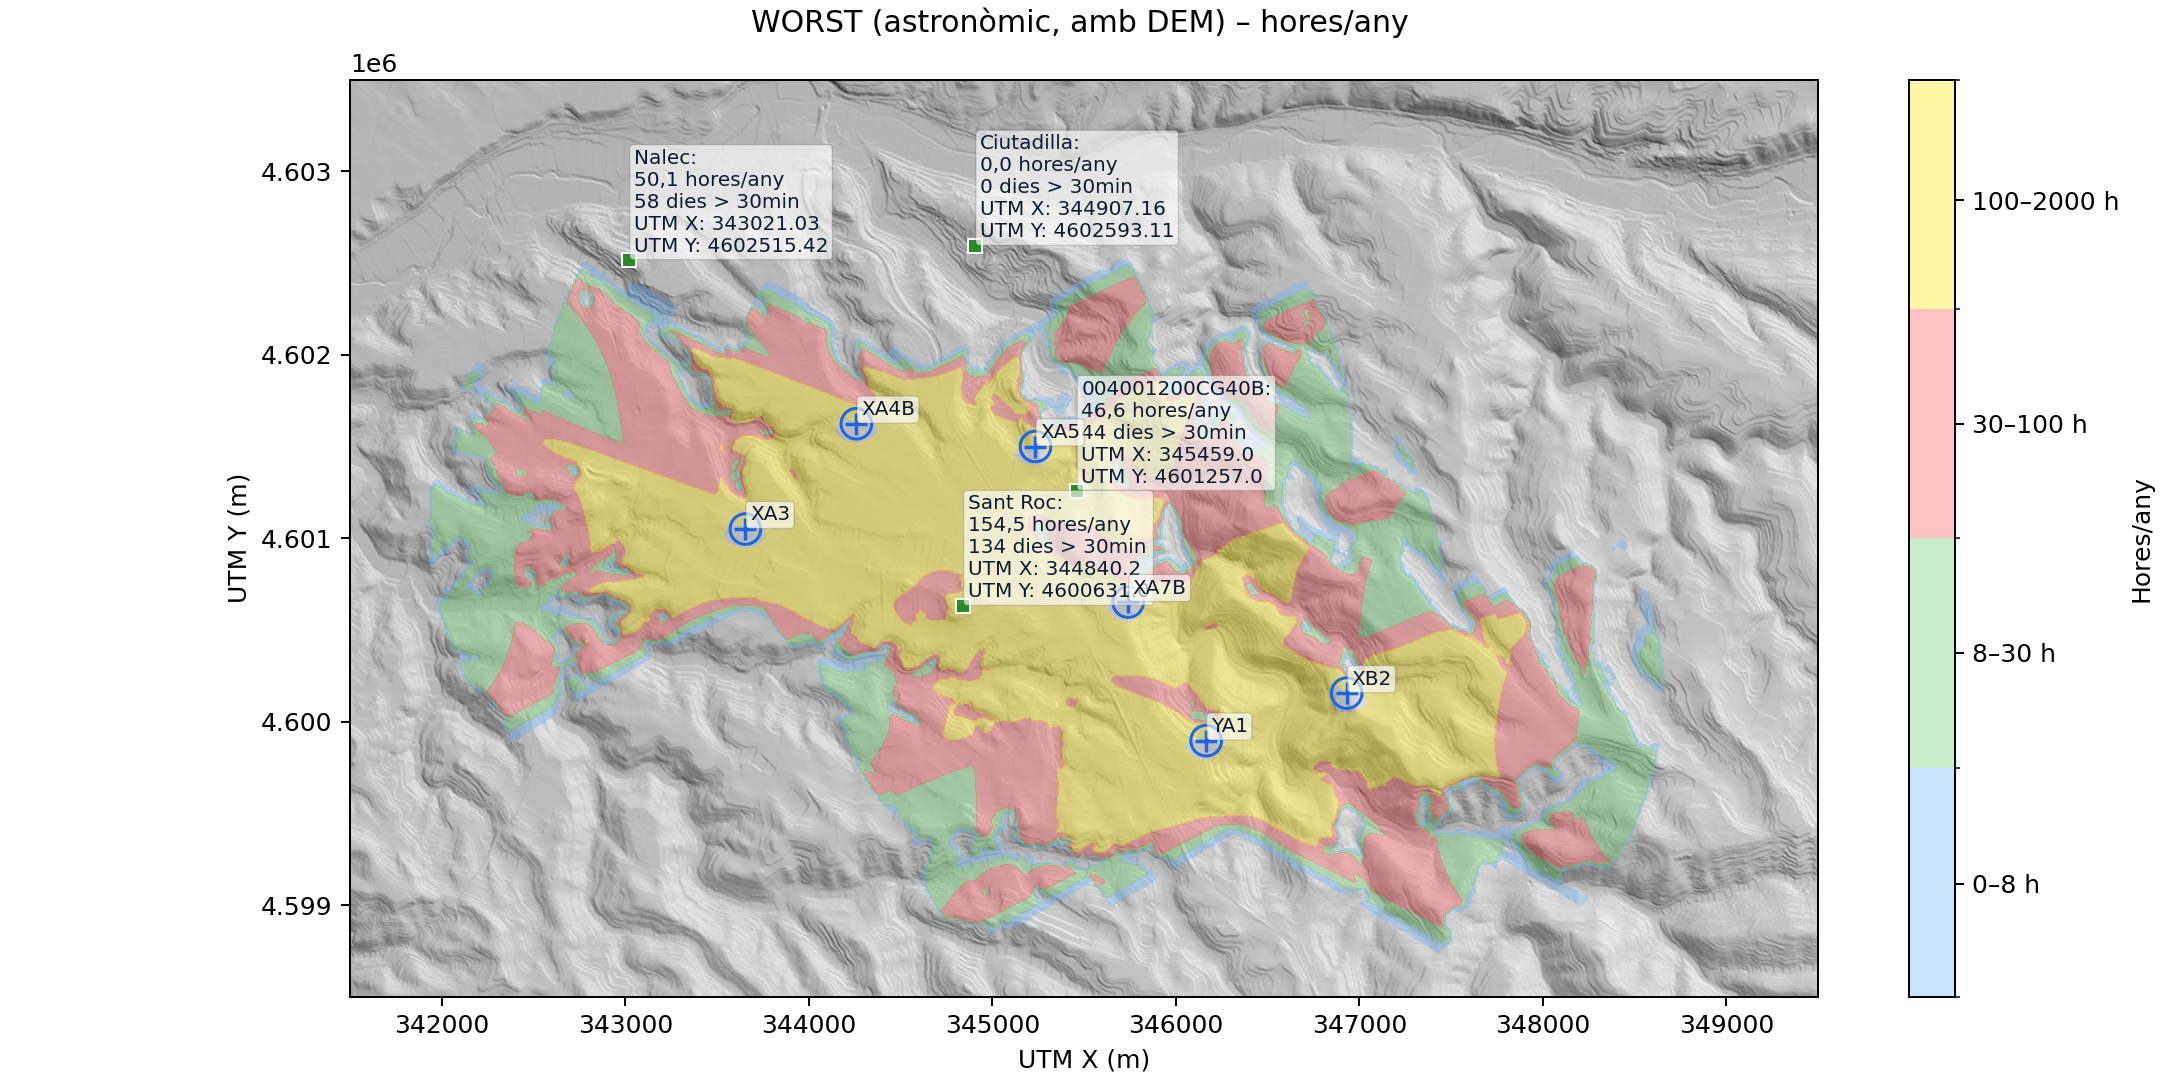 WORST (astronòmic, amb DEM) – hores/any
1e6
4.603
4.602
4.601
4.600
4.599
UTM Y (m)
Nalec:
50,1 hores/any
58 dies > 30min
UTM X: 343021.03
UTM Y: 4602515.42
Ciutadilla:
0,0 hores/any
0 dies > 30min
UTM X: 344907.16
UTM Y: 4602593.11
004001200CG40B:
46,6 hores/any
44 dies > 30min
UTM X: 345459.0
UTM Y: 4601257.0
Sant Roc:
154,5 hores/any
134 dies > 30min
UTM X: 344840.2
UTM Y: 4600631
XA4B
XA5
XA3
XA7B
XB2
YA1
342000
343000
344000
345000
346000
347000
348000
349000
UTM X (m)
100–2000 h
30–100 h
8–30 h
0–8 h
Hores/any